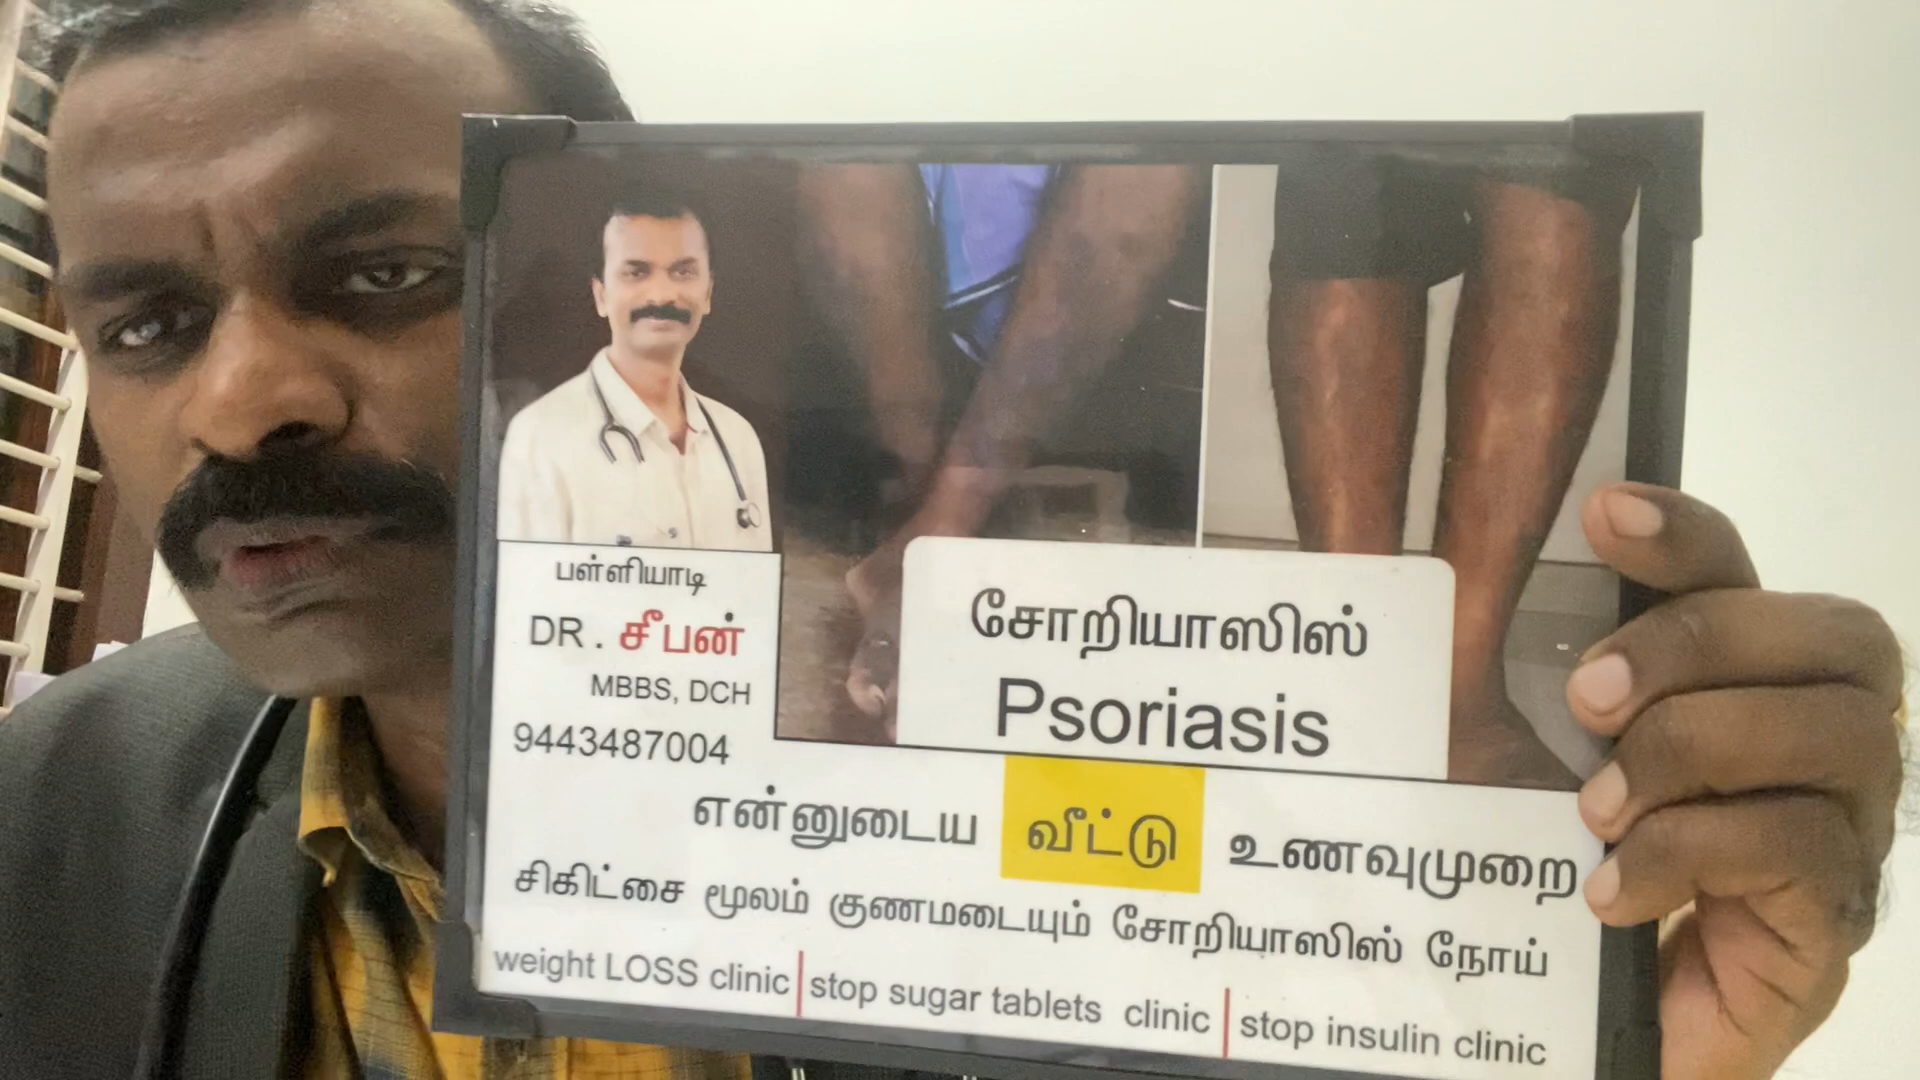 பள்ளியாடி
DR. சீபன்
MBBS, DCH
9443487004
சோறியாஸிஸ்
Psoriasis
என்னுடைய வீட்டு உணவுமுறை
சிகிட்சை மூலம் குணமடையும் சோறியாஸிஸ் நோய்
weight LOSS clinic | stop sugar tablets clinic | stop insulin clinic